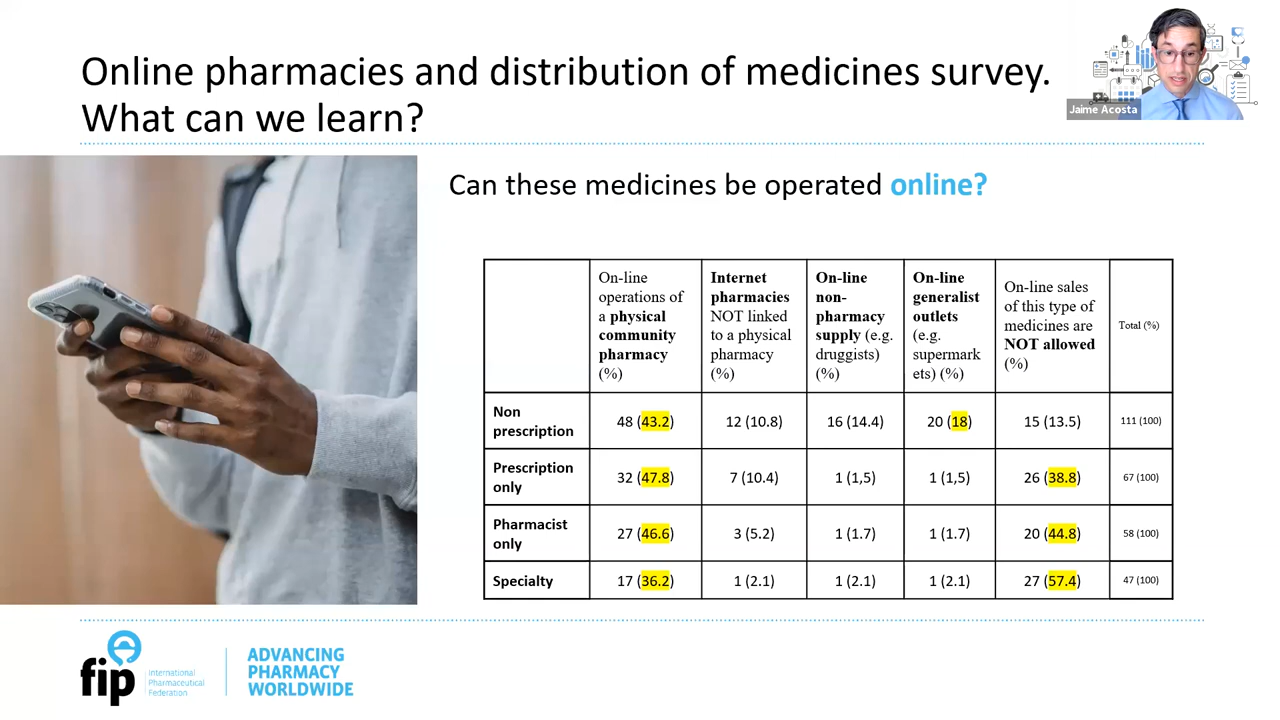 Online pharmacies and distribution of medicines survey.
What can we learn?
Jaime Acosta
Can these medicines be operated online?
On-line
operations of
a physical
community
pharmacy
(%)
Internet
pharmacies
NOT linked
to a physical
pharmacy
(%)
On-line
non-
pharmacy
supply (e.g.
druggists)
(%)
On-line
generalist
outlets
(e.g.
supermark
ets) (%)
On-line sales
of this type of
medicines are
NOT allowed
(%)
Total (%)
Non
prescription
48 (43.2)
12 (10.8)
16 (14.4)
20 (18)
15 (13.5)
111 (100)
Prescription
only
32 (47.8)
7 (10.4)
1 (1,5)
1 (1,5)
26 (38.8)
67 (100)
Pharmacist
only
27 (46.6)
3 (5.2)
1 (1.7)
1 (1.7)
20 (44.8)
58 (100)
Specialty
17 (36.2)
1 (2.1)
1 (2.1)
1 (2.1)
27 (57.4)
47 (100)
fip
International
Pharmaceutical
Federation
ADVANCING
PHARMACY
WORLDWIDE